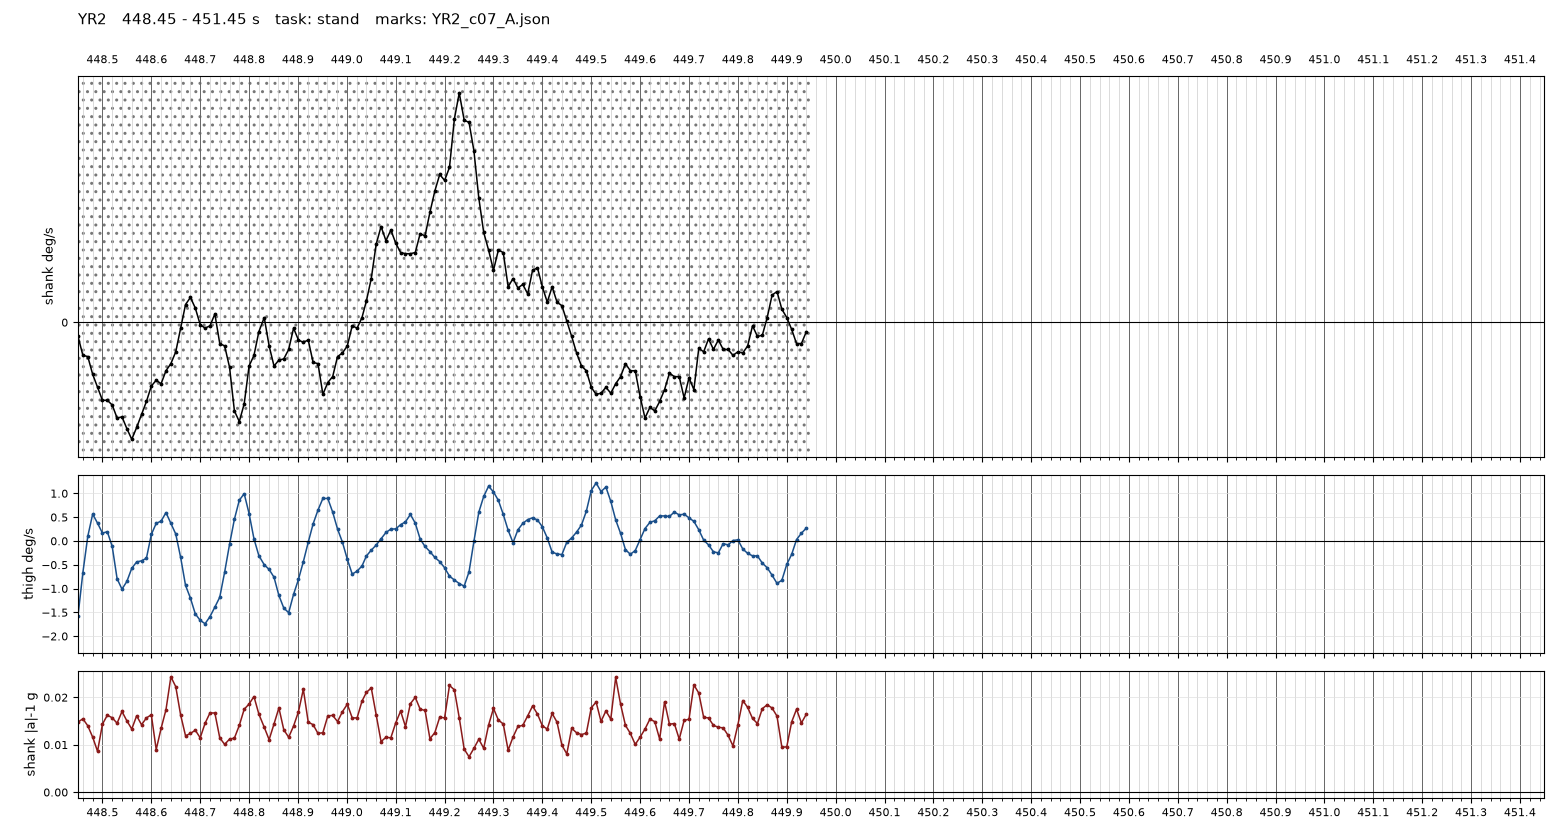 YR2   448.45 - 451.45 s   task: stand   marks: YR2_c07_A.json
448.5 448.6 448.7 448.8 448.9 449.0 449.1 449.2 449.3 449.4 449.5 449.6 449.7 449.8 449.9 450.0 450.1 450.2 450.3 450.4 450.5 450.6 450.7 450.8 450.9 451.0 451.1 451.2 451.3 451.4
shank deg/s
0
thigh deg/s
1.0
0.5
0.0
−0.5
−1.0
−1.5
−2.0
shank |a|-1 g
0.02
0.01
0.00
448.5 448.6 448.7 448.8 448.9 449.0 449.1 449.2 449.3 449.4 449.5 449.6 449.7 449.8 449.9 450.0 450.1 450.2 450.3 450.4 450.5 450.6 450.7 450.8 450.9 451.0 451.1 451.2 451.3 451.4